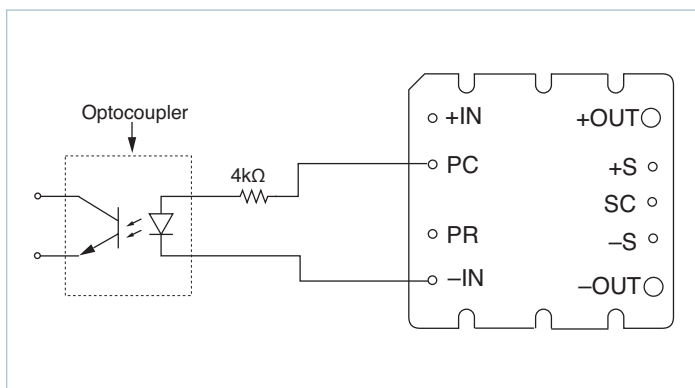 Optocoupler
4kΩ
+IN
PC
PR
–IN
+OUT
+S
SC
–S
–OUT